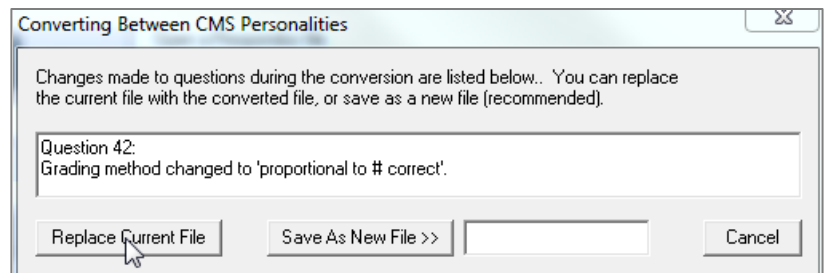 Converting Between CMS Personalities
Changes made to questions during the conversion are listed below.. You can replace
the current file with the converted file, or save as a new file (recommended).
Question 42:
Grading method changed to 'proportional to # correct'.
Replace Current File
Save As New File >>
Cancel